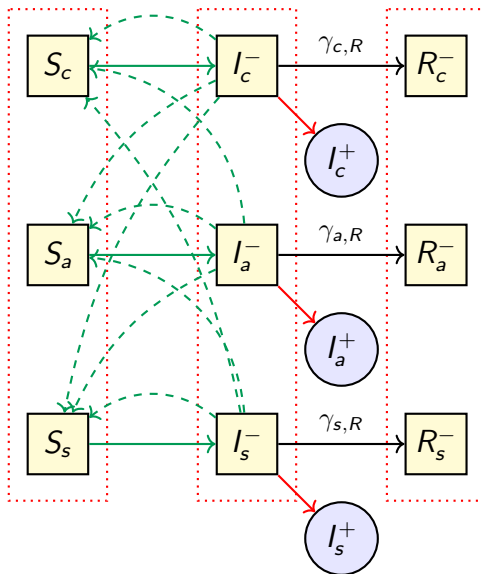 S_c I_c^- γ_{c,R} R_c^-
I_c^+
S_a I_a^- γ_{a,R} R_a^-
I_a^+
S_s I_s^- γ_{s,R} R_s^-
I_s^+